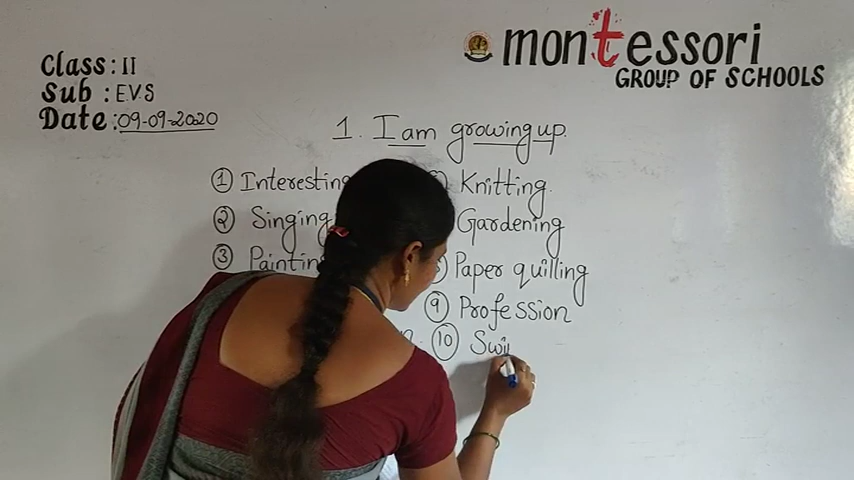 montessori
GROUP OF SCHOOLS
Class : II
Sub : EVS
Date : 09-09-2020
1. I am growing up.
① Interesting
② Singing
③ Painting
Knitting.
Gardening
Paper quilling
⑨ Profession
⑩ Swi